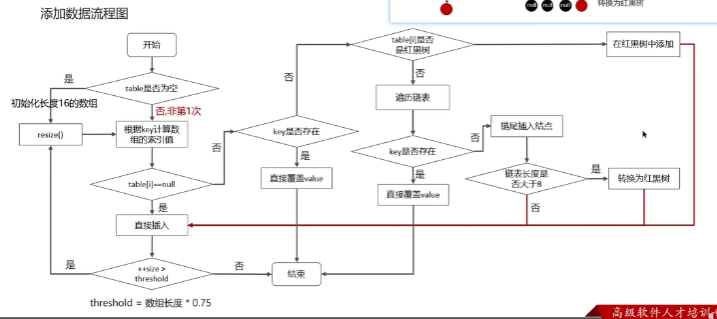 添加数据流程图
null
null
null
转换为红黑树
开始
table是否为空
是
否,非第1次
初始化长度16的数组
resize()
根据key计算数
组的索引值
table[i]==null
否
是
直接插入
++size >
threshold
是
否
threshold = 数组长度 * 0.75
key是否存在
否
是
直接覆盖value
结束
table[i]是否
是红黑树
是
在红黑树中添加
否
遍历链表
key是否存在
否
是
直接覆盖value
链尾插入结点
链表长度是
否大于8
是
否
转换为红黑树
高级软件人才培训